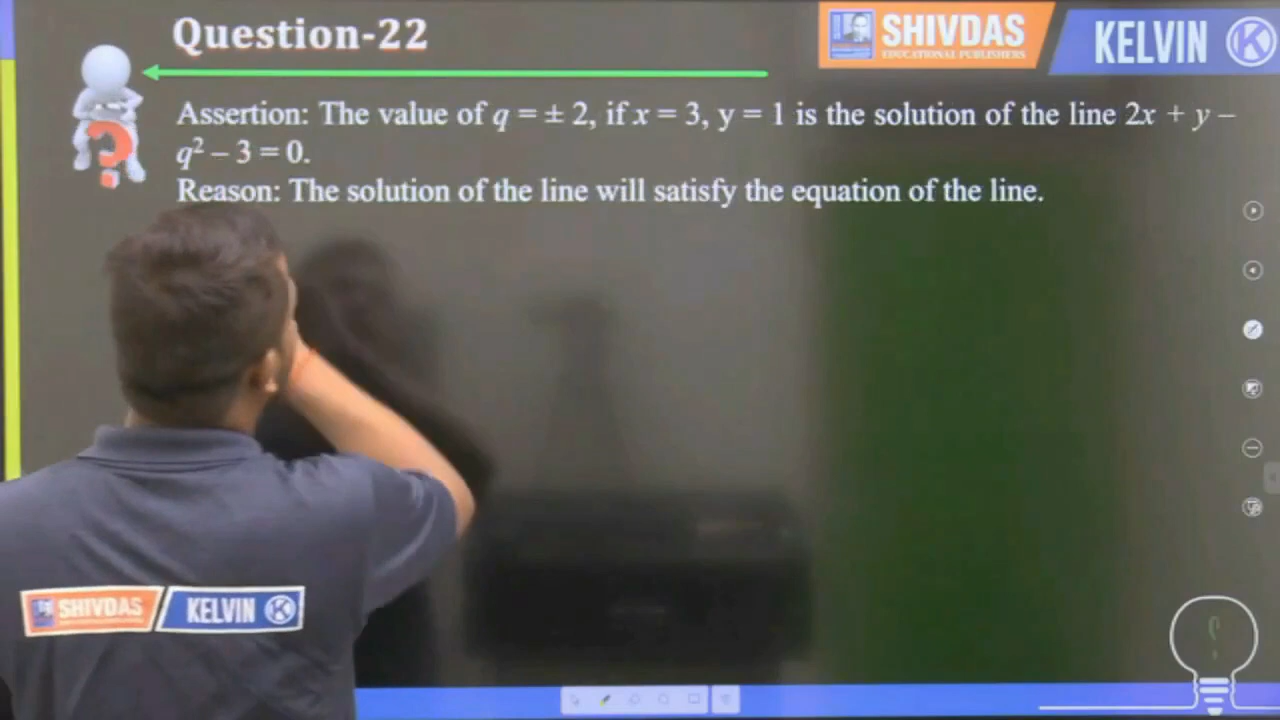 Question-22
SHIVDAS
EDUCATIONAL PUBLISHERS
KELVIN K
Assertion: The value of q = ± 2, if x = 3, y = 1 is the solution of the line 2x + y –
q² – 3 = 0.
Reason: The solution of the line will satisfy the equation of the line.
SHIVDAS
KELVIN K